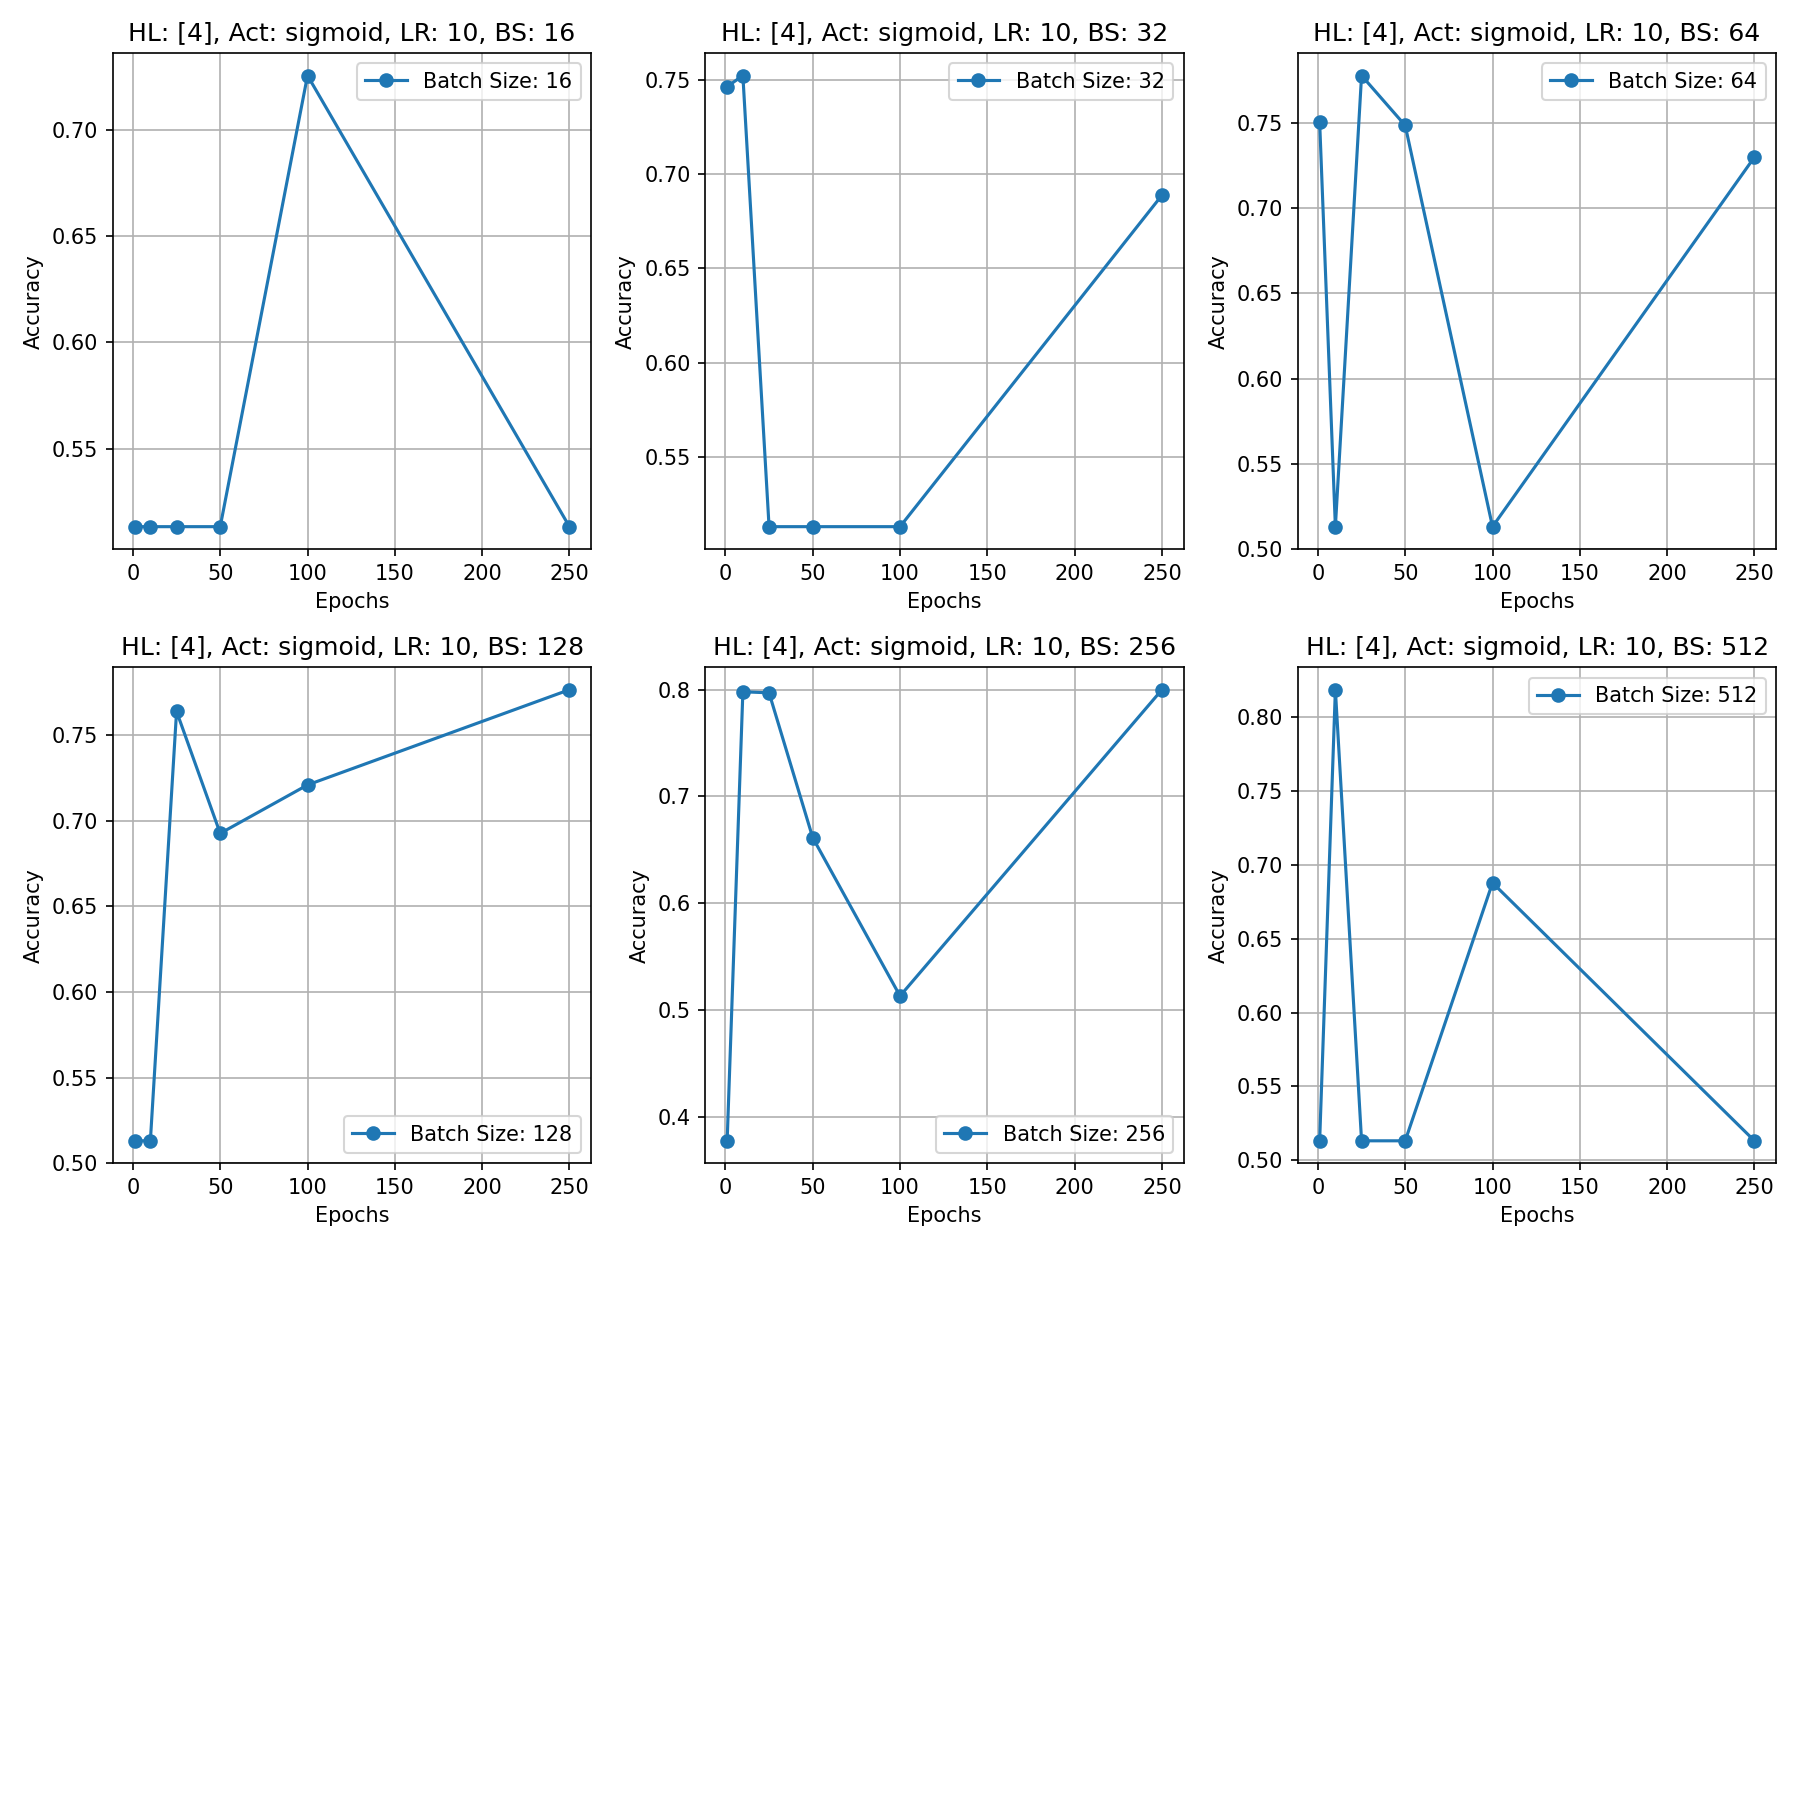 HL: [4], Act: sigmoid, LR: 10, BS: 16
Batch Size: 16
Accuracy
0.70
0.65
0.60
0.55
0 50 100 150 200 250
Epochs
HL: [4], Act: sigmoid, LR: 10, BS: 32
Batch Size: 32
Accuracy
0.75
0.70
0.65
0.60
0.55
0 50 100 150 200 250
Epochs
HL: [4], Act: sigmoid, LR: 10, BS: 64
Batch Size: 64
Accuracy
0.75
0.70
0.65
0.60
0.55
0.50
0 50 100 150 200 250
Epochs
HL: [4], Act: sigmoid, LR: 10, BS: 128
Accuracy
0.75
0.70
0.65
0.60
0.55
0.50
Batch Size: 128
0 50 100 150 200 250
Epochs
HL: [4], Act: sigmoid, LR: 10, BS: 256
Accuracy
0.8
0.7
0.6
0.5
0.4
Batch Size: 256
0 50 100 150 200 250
Epochs
HL: [4], Act: sigmoid, LR: 10, BS: 512
Batch Size: 512
Accuracy
0.80
0.75
0.70
0.65
0.60
0.55
0.50
0 50 100 150 200 250
Epochs